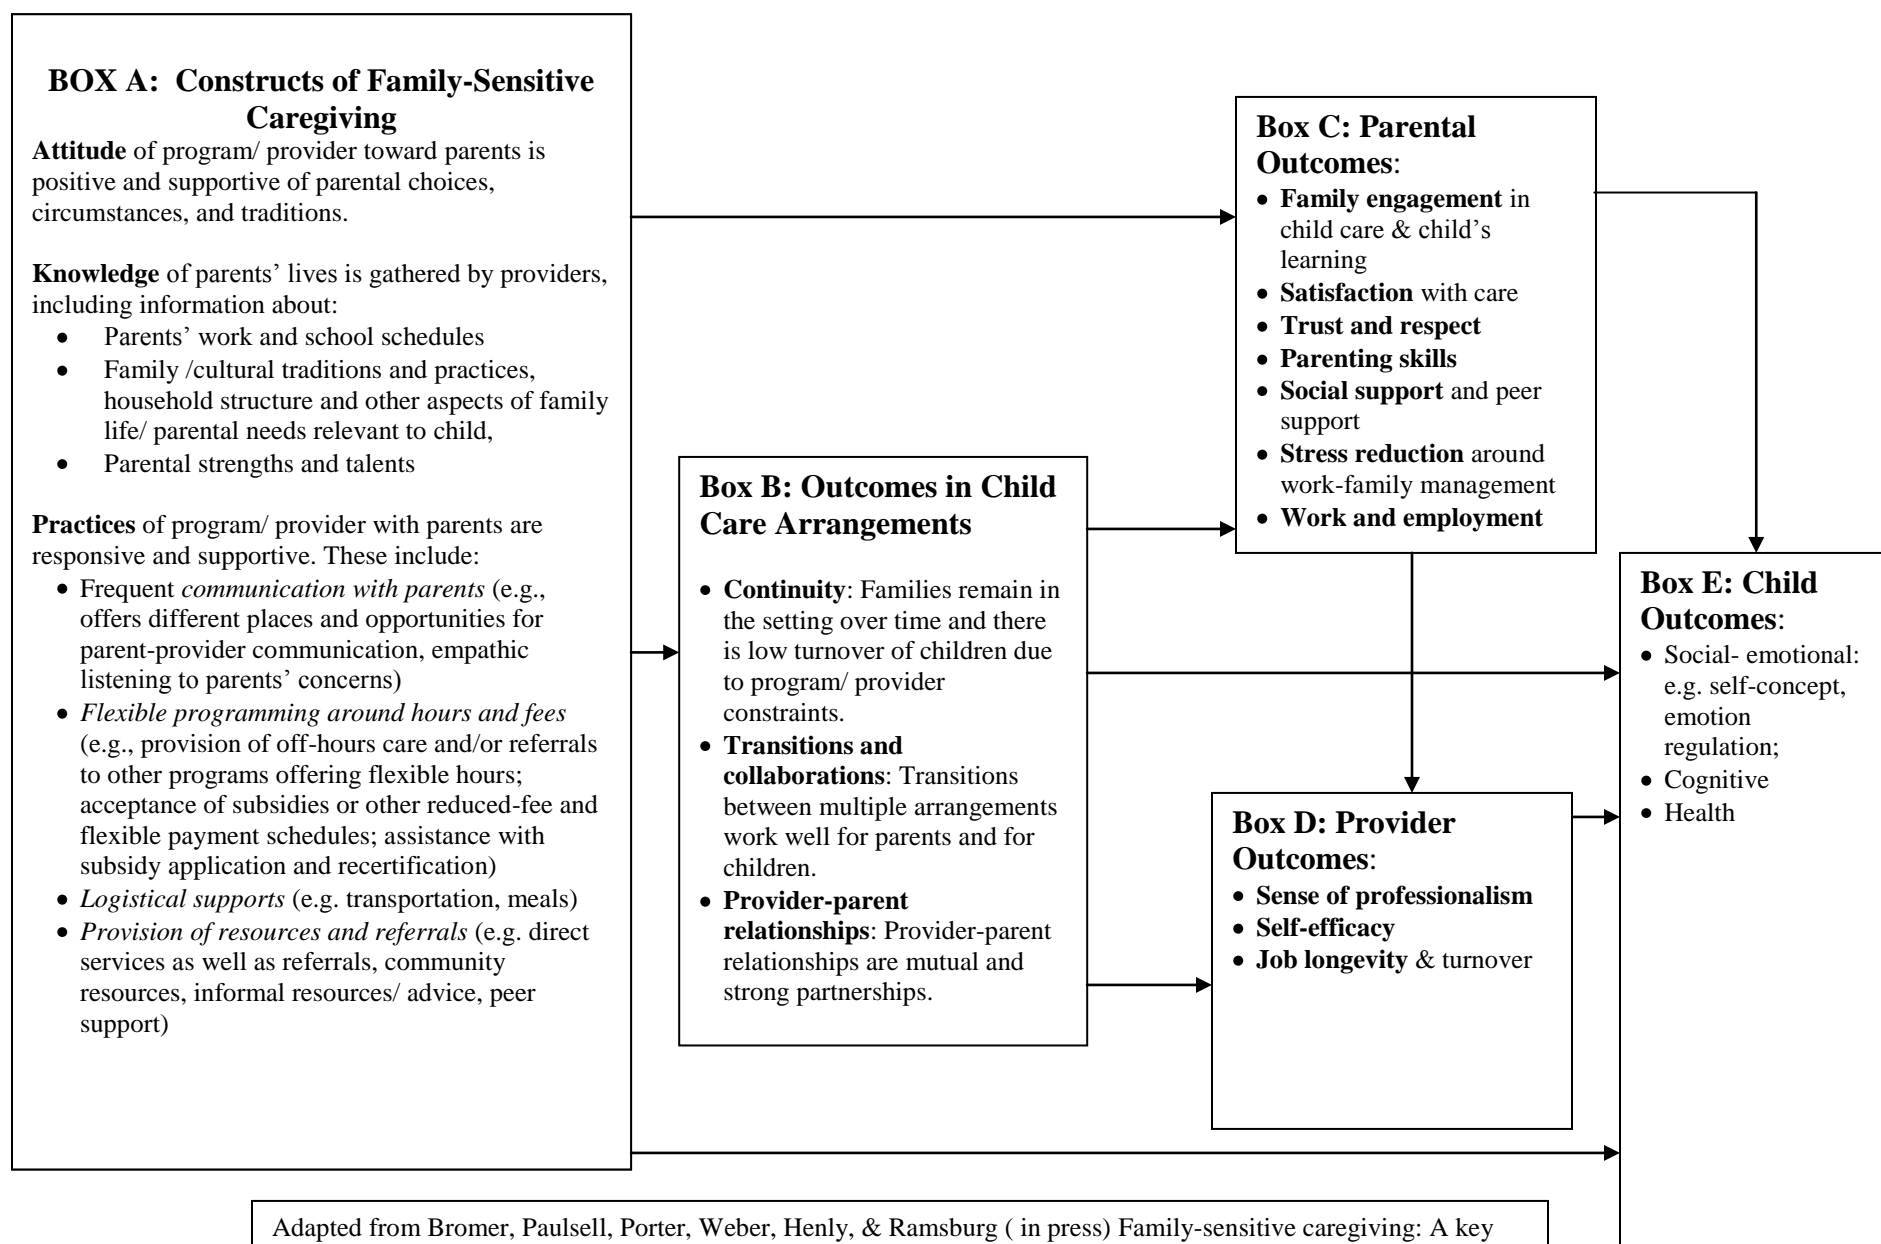 BOX A: Constructs of Family-Sensitive
Caregiving
Attitude of program/ provider toward parents is
positive and supportive of parental choices,
circumstances, and traditions.
Knowledge of parents’ lives is gathered by providers,
including information about:
• Parents’ work and school schedules
• Family /cultural traditions and practices,
household structure and other aspects of family
life/ parental needs relevant to child,
• Parental strengths and talents
Practices of program/ provider with parents are
responsive and supportive. These include:
• Frequent communication with parents (e.g.,
offers different places and opportunities for
parent-provider communication, empathic
listening to parents’ concerns)
• Flexible programming around hours and fees
(e.g., provision of off-hours care and/or referrals
to other programs offering flexible hours;
acceptance of subsidies or other reduced-fee and
flexible payment schedules; assistance with
subsidy application and recertification)
• Logistical supports (e.g. transportation, meals)
• Provision of resources and referrals (e.g. direct
services as well as referrals, community
resources, informal resources/ advice, peer
support)
Box B: Outcomes in Child
Care Arrangements
• Continuity: Families remain in
the setting over time and there
is low turnover of children due
to program/ provider
constraints.
• Transitions and
collaborations: Transitions
between multiple arrangements
work well for parents and for
children.
• Provider-parent
relationships: Provider-parent
relationships are mutual and
strong partnerships.
Box C: Parental
Outcomes:
• Family engagement in
child care & child’s
learning
• Satisfaction with care
• Trust and respect
• Parenting skills
• Social support and peer
support
• Stress reduction around
work-family management
• Work and employment
Box D: Provider
Outcomes:
• Sense of professionalism
• Self-efficacy
• Job longevity & turnover
Box E: Child
Outcomes:
• Social- emotional:
e.g. self-concept,
emotion
regulation;
• Cognitive
• Health
Adapted from Bromer, Paulsell, Porter, Weber, Henly, & Ramsburg ( in press) Family-sensitive caregiving: A key